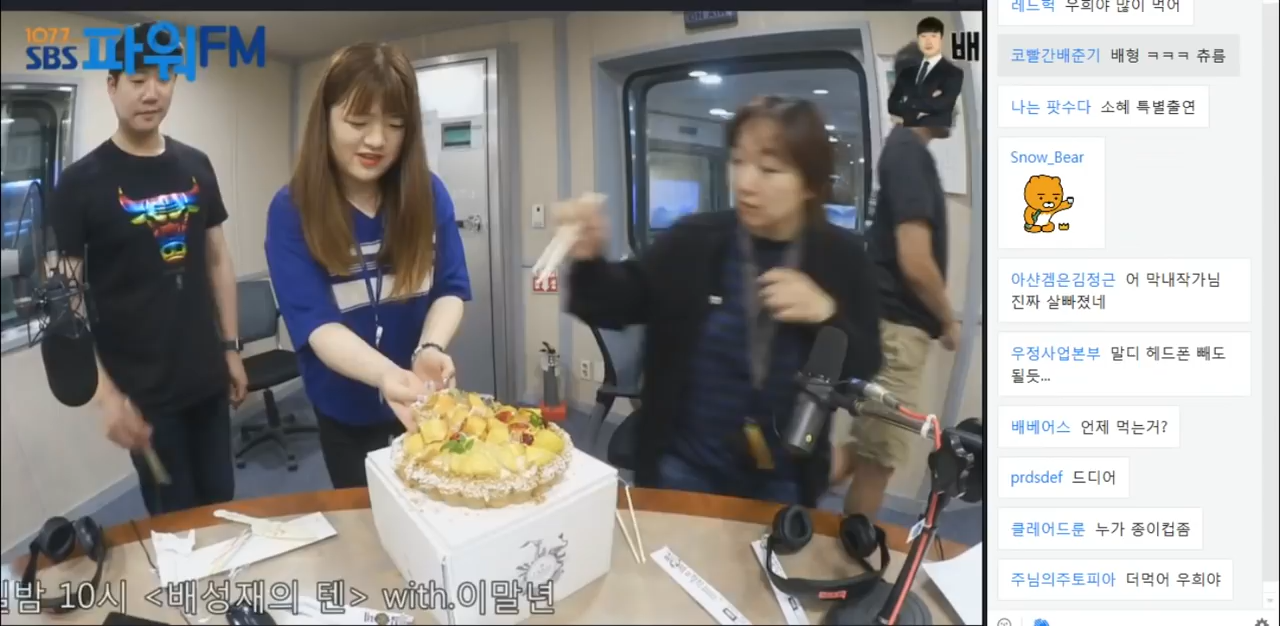 1077
SBS 파워FM
ON AIR
배
일밤 10시 <배성재의 텐> with.이말년
레드혁 우희야 많이 먹어
코빨간배춘기 배형 ㅋㅋㅋ 츄릅
나는 팟수다 소혜 특별출연
Snow_Bear
아샨겜은김정근 어 막내작가님
진짜 살빠졌네
우정사업본부 말디 헤드폰 빼도
될듯...
배베어스 언제 먹는거?
prdsdef 드디어
클레어드룬 누가 종이컵좀
주님의주토피아 더먹어 우희야